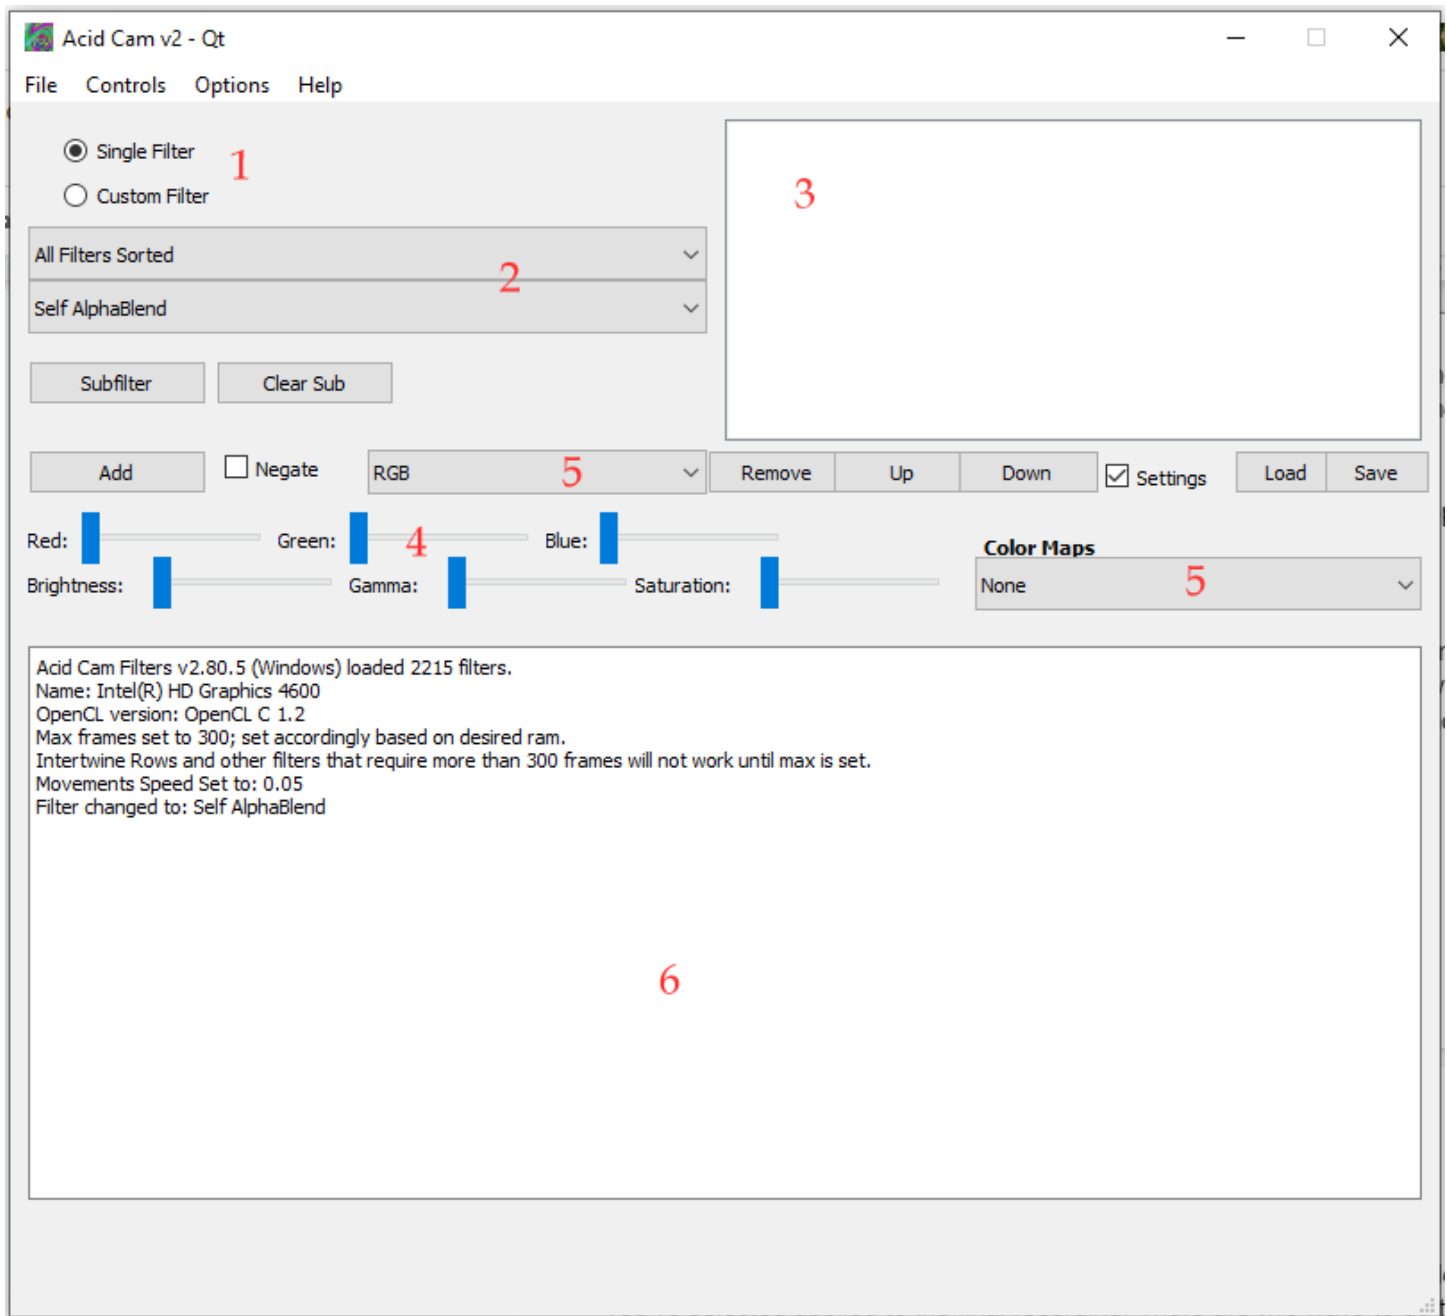 Acid Cam v2 - Qt
File Controls Options Help
Single Filter
1
Custom Filter
3
All Filters Sorted
2
Self AlphaBlend
Subfilter Clear Sub
Add Negate RGB 5 Remove Up Down Settings Load Save
Red: Green: 4 Blue:
Color Maps
Brightness: Gamma: Saturation: None 5
Acid Cam Filters v2.80.5 (Windows) loaded 2215 filters.
Name: Intel(R) HD Graphics 4600
OpenCL version: OpenCL C 1.2
Max frames set to 300; set accordingly based on desired ram.
Intertwine Rows and other filters that require more than 300 frames will not work until max is set.
Movements Speed Set to: 0.05
Filter changed to: Self AlphaBlend
6